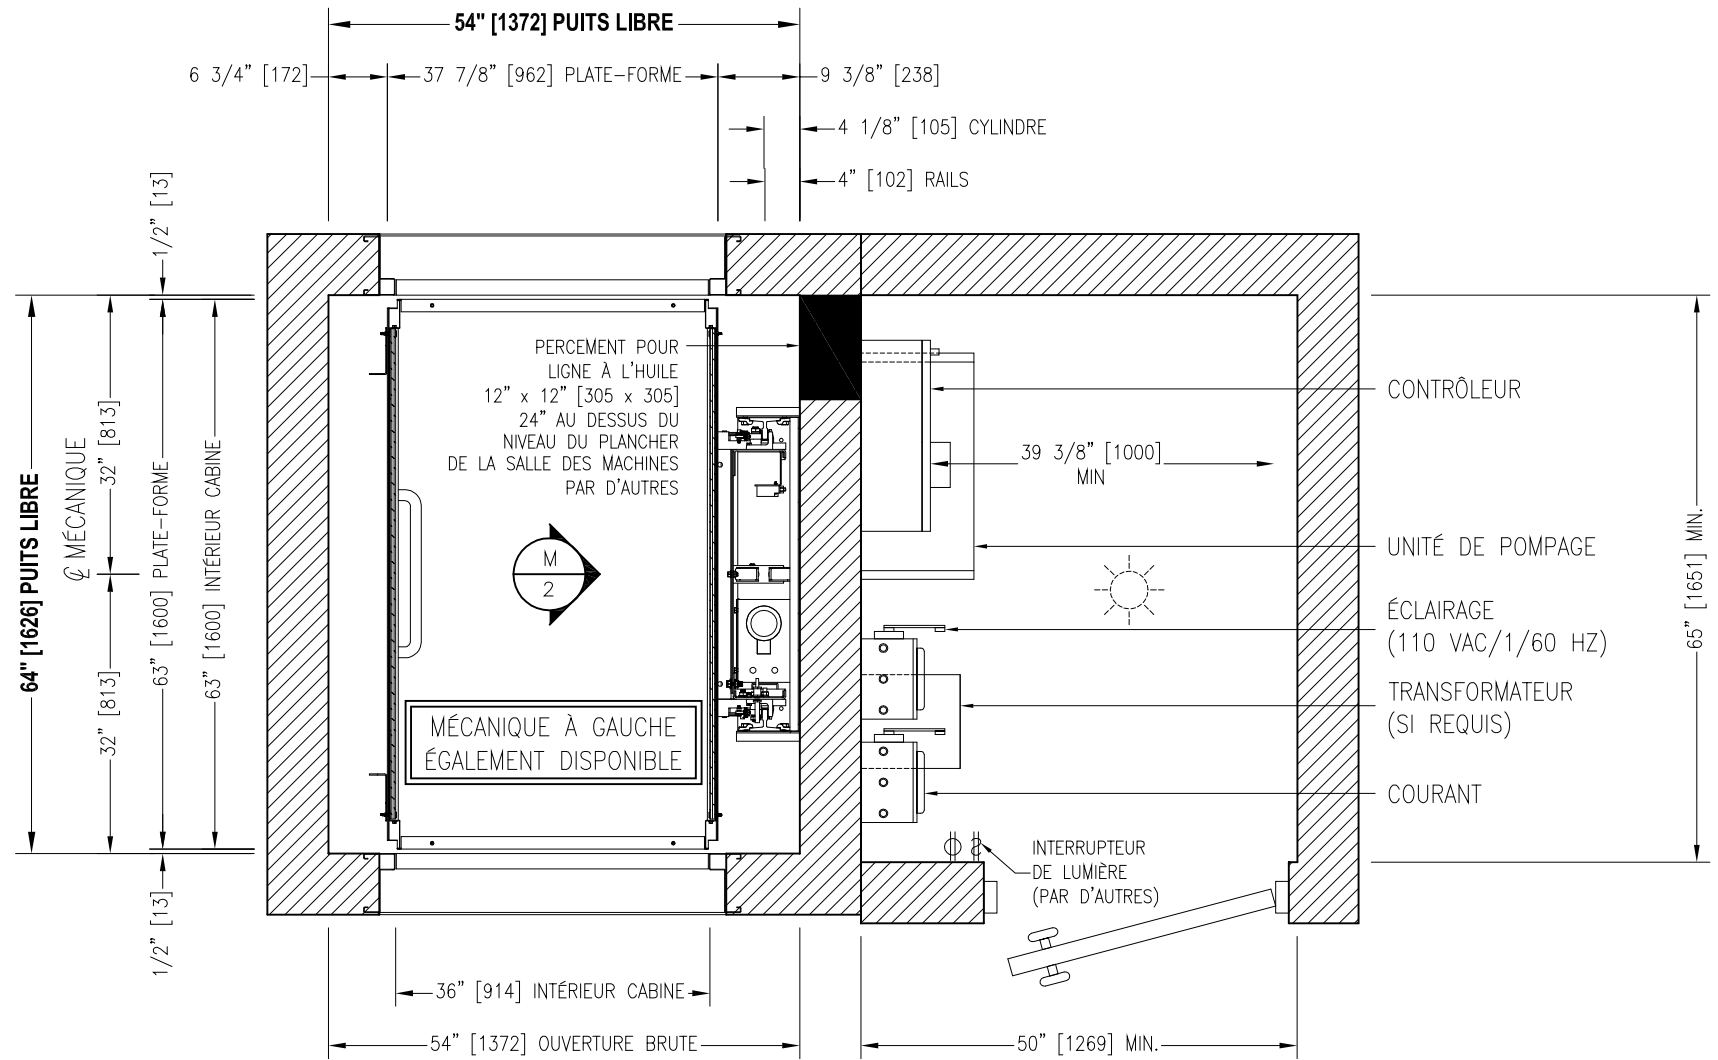 54" [1372] PUITS LIBRE
6 3/4" [172]
37 7/8" [962] PLATE-FORME
9 3/8" [238]
4 1/8" [105] CYLINDRE
4" [102] RAILS
1/2" [13]
64" [1626] PUITS LIBRE
℄ MÉCANIQUE
32" [813]
32" [813]
63" [1600] PLATE-FORME
63" [1600] INTÉRIEUR CABINE
1/2" [13]
PERCEMENT POUR
LIGNE À L'HUILE
12" x 12" [305 x 305]
24" AU DESSUS DU
NIVEAU DU PLANCHER
DE LA SALLE DES MACHINES
PAR D'AUTRES
M
2
MÉCANIQUE À GAUCHE
ÉGALEMENT DISPONIBLE
39 3/8" [1000]
MIN
CONTRÔLEUR
UNITÉ DE POMPAGE
ÉCLAIRAGE
(110 VAC/1/60 HZ)
TRANSFORMATEUR
(SI REQUIS)
COURANT
65" [1651] MIN.
INTERRUPTEUR
DE LUMIÈRE
(PAR D'AUTRES)
36" [914] INTÉRIEUR CABINE
54" [1372] OUVERTURE BRUTE
50" [1269] MIN.